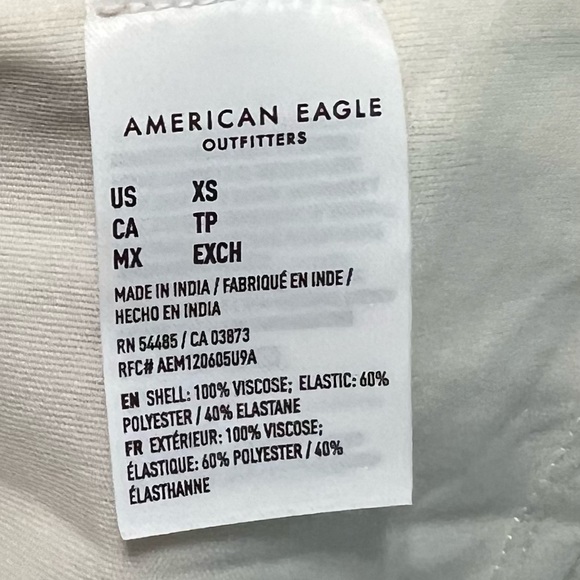 AMERICAN EAGLE
OUTFITTERS
US XS
CA TP
MX EXCH
MADE IN INDIA / FABRIQUÉ EN INDE /
HECHO EN INDIA
RN 54485 / CA 03873
RFC# AEM120605U9A
EN SHELL: 100% VISCOSE; ELASTIC: 60%
POLYESTER / 40% ELASTANE
FR EXTÉRIEUR: 100% VISCOSE;
ÉLASTIQUE: 60% POLYESTER / 40%
ÉLASTHANNE